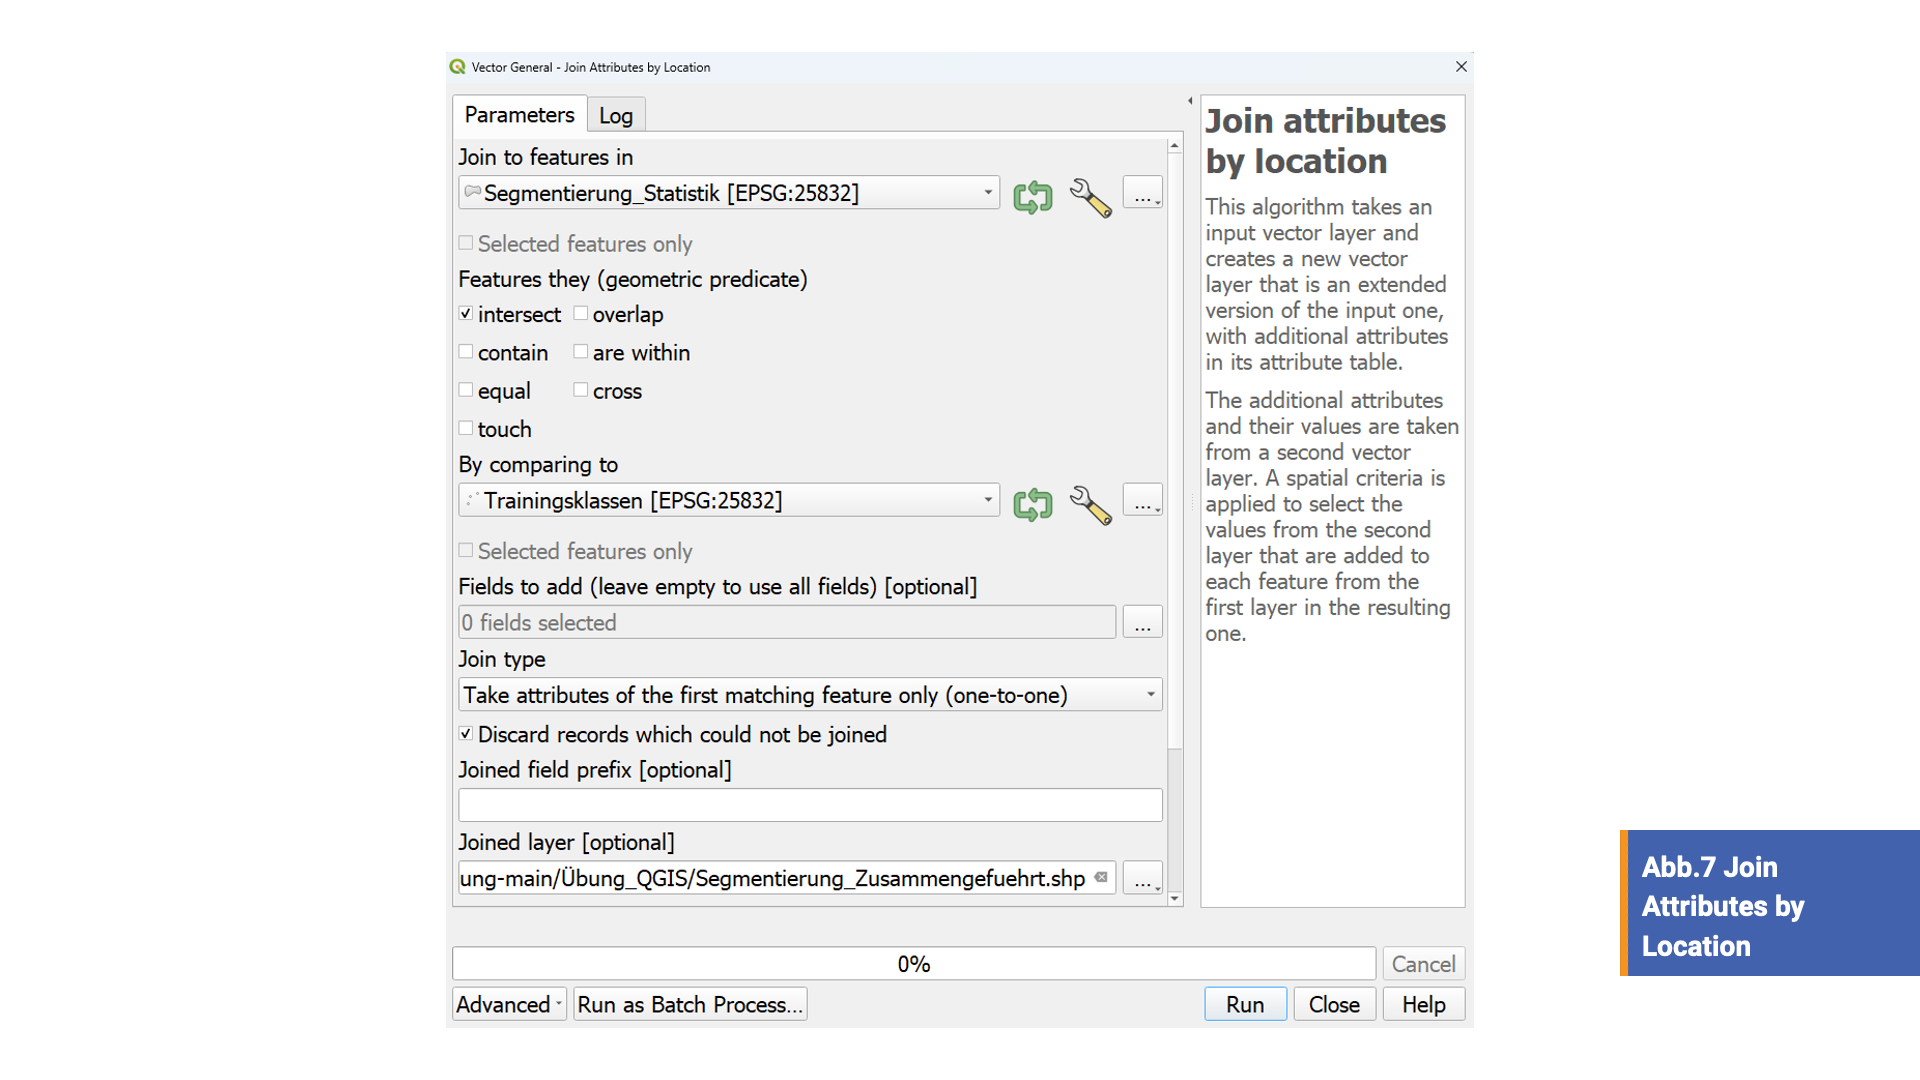 Vector General - Join Attributes by Location
Parameters
Log
Join to features in
Segmentierung_Statistik [EPSG:25832]
...
Selected features only
Features they (geometric predicate)
intersect
overlap
contain
are within
equal
cross
touch
By comparing to
Trainingsklassen [EPSG:25832]
...
Selected features only
Fields to add (leave empty to use all fields) [optional]
0 fields selected
...
Join type
Take attributes of the first matching feature only (one-to-one)
Discard records which could not be joined
Joined field prefix [optional]
Joined layer [optional]
ung-main/Übung_QGIS/Segmentierung_Zusammengefuehrt.shp
...
0%
Cancel
Advanced
Run as Batch Process...
Run
Close
Help
Join attributes
by location
This algorithm takes an
input vector layer and
creates a new vector
layer that is an extended
version of the input one,
with additional attributes
in its attribute table.
The additional attributes
and their values are taken
from a second vector
layer. A spatial criteria is
applied to select the
values from the second
layer that are added to
each feature from the
first layer in the resulting
one.
Abb.7 Join
Attributes by
Location